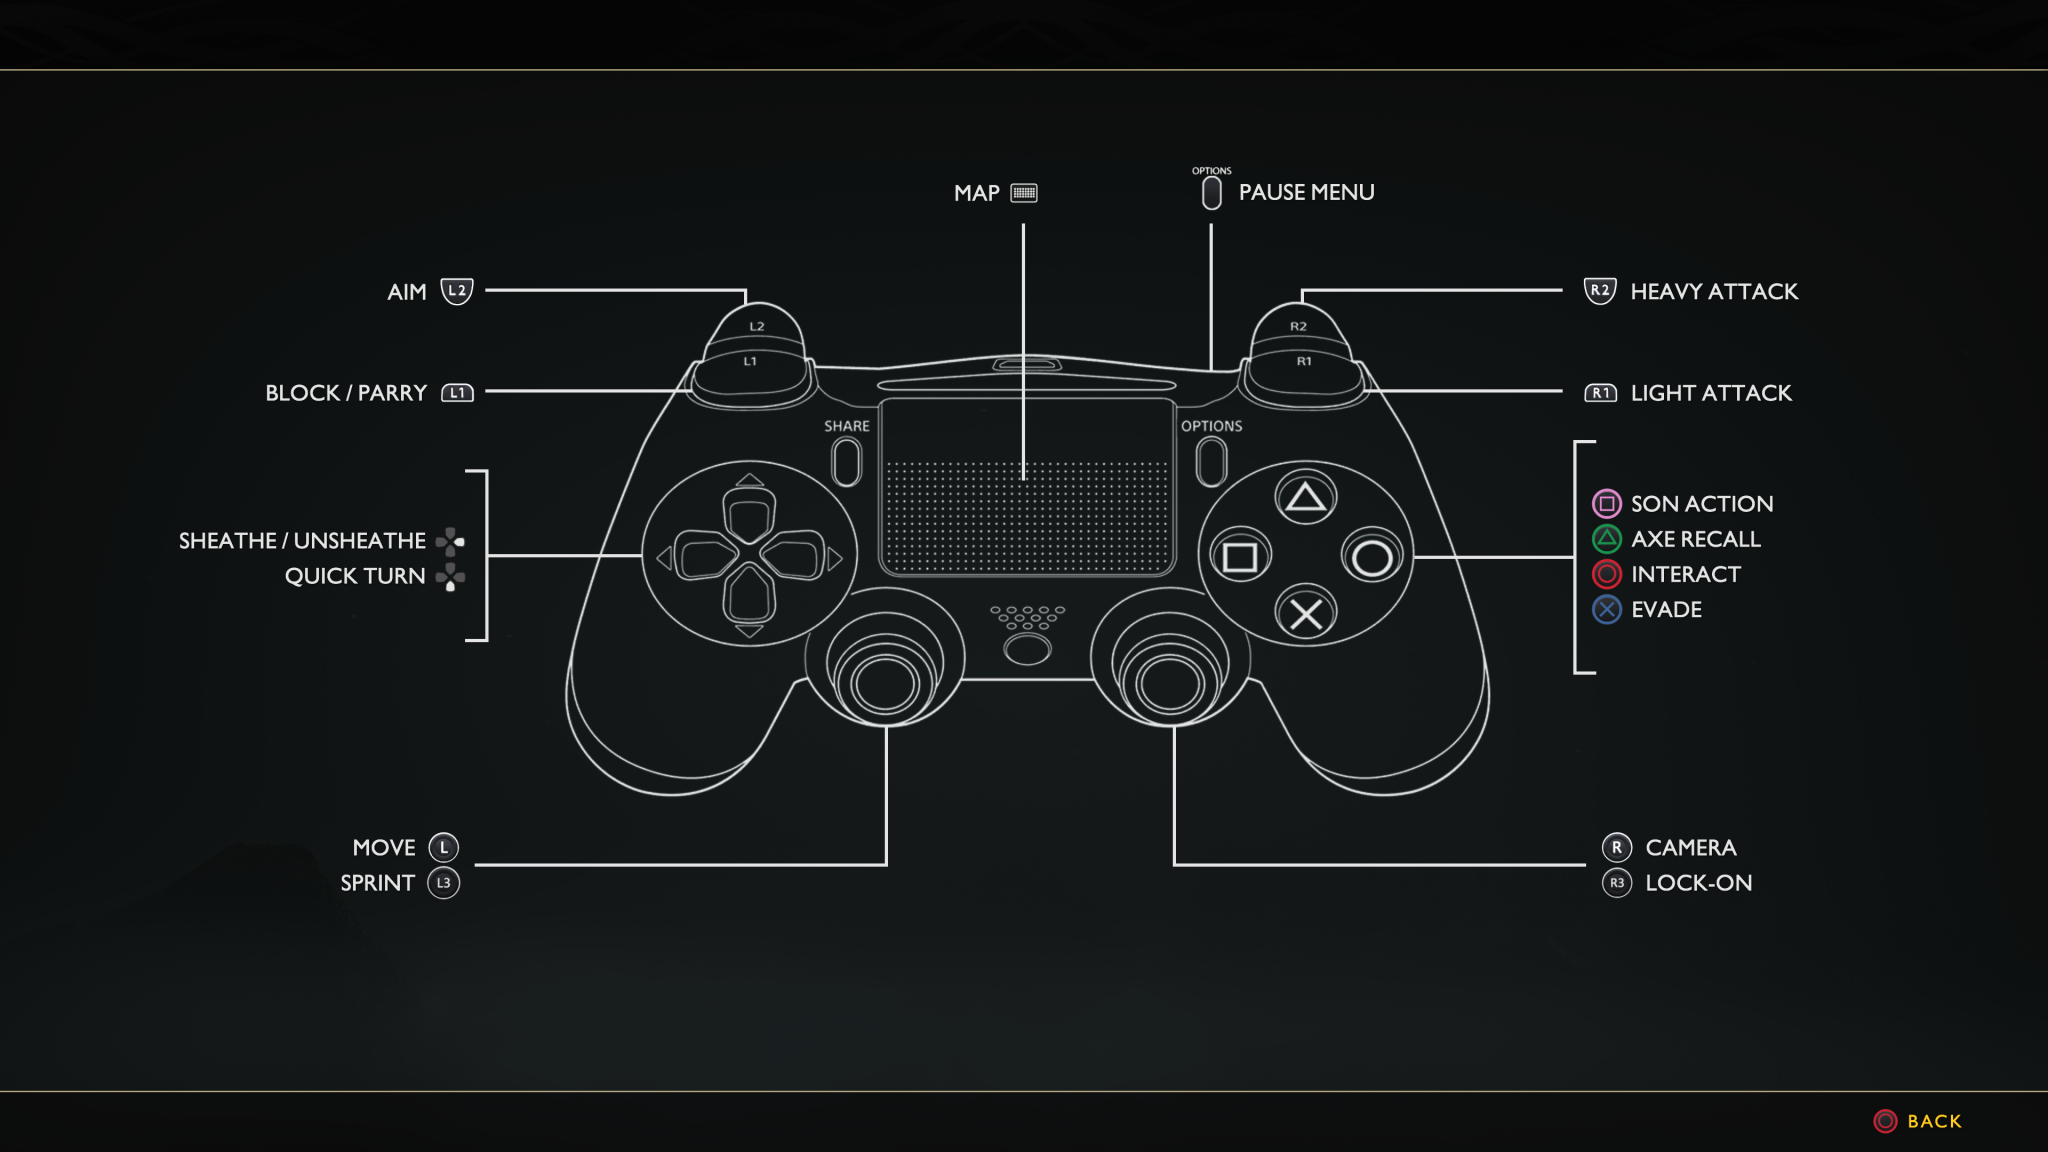 OPTIONS
MAP
PAUSE MENU
AIM L2
R2 HEAVY ATTACK
L2
R2
L1
R1
BLOCK / PARRY L1
R1 LIGHT ATTACK
SHARE
OPTIONS
SON ACTION
SHEATHE / UNSHEATHE
AXE RECALL
QUICK TURN
INTERACT
EVADE
MOVE L
R CAMERA
SPRINT L3
R3 LOCK-ON
BACK